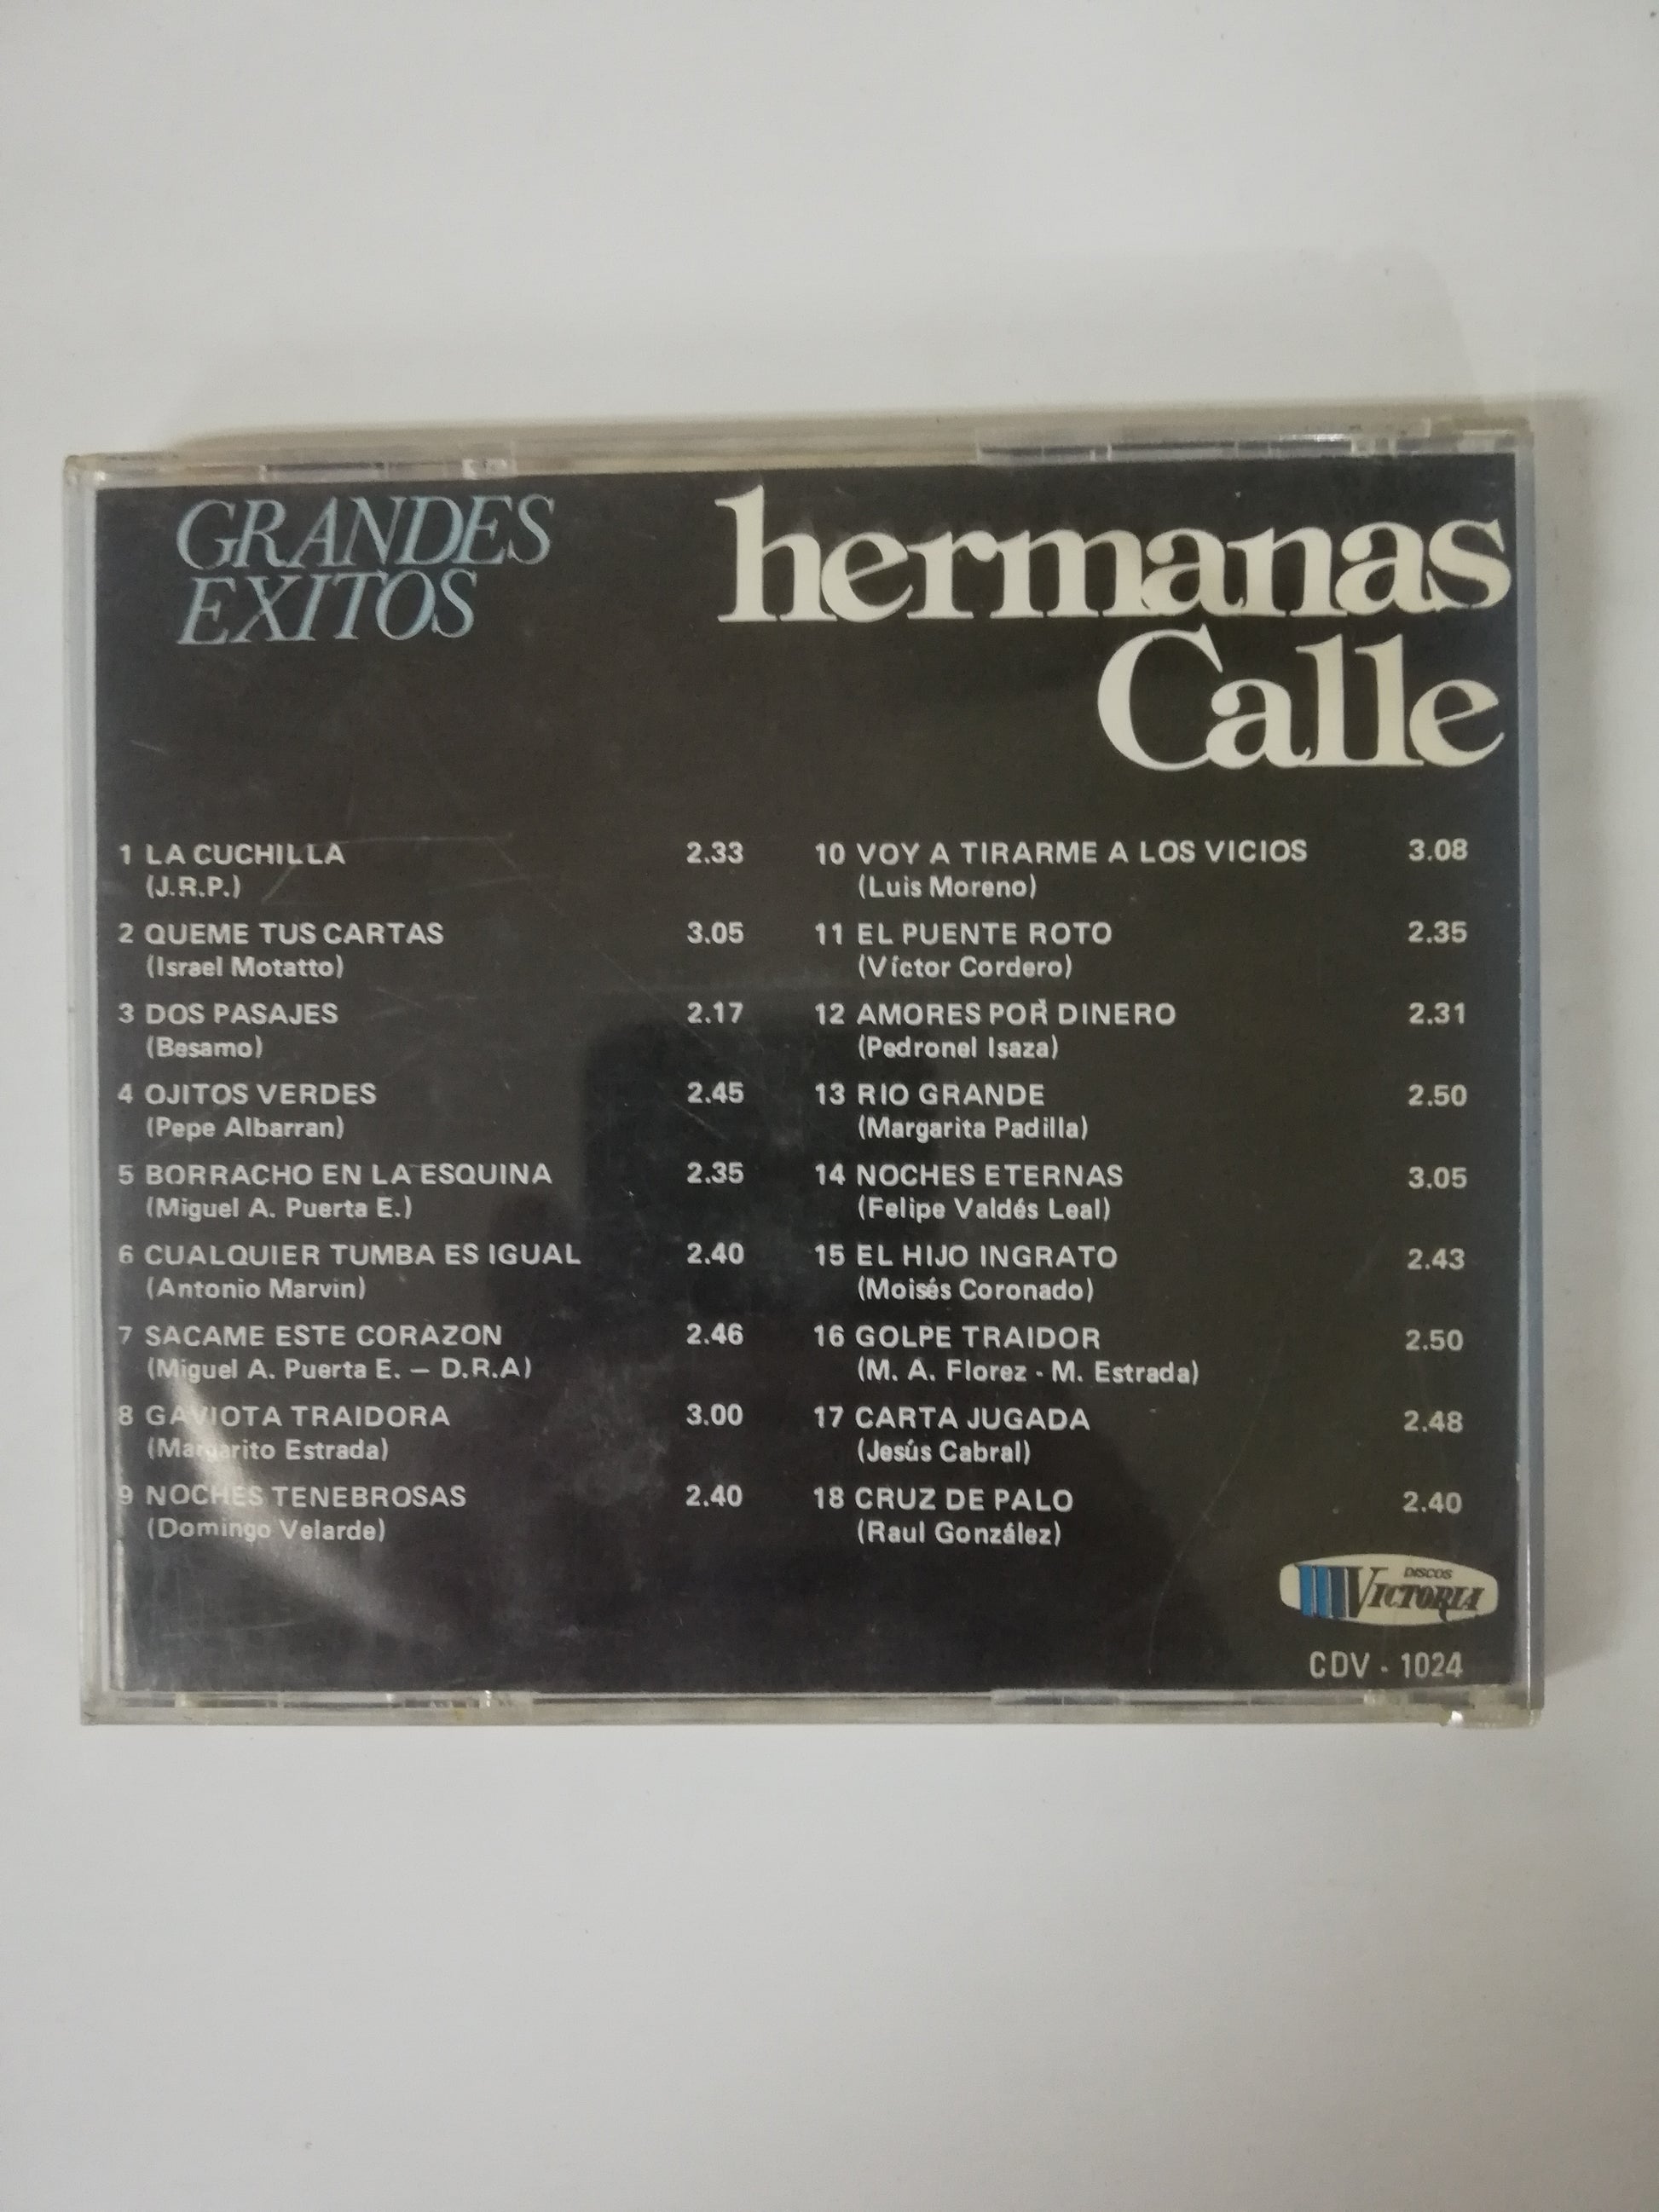 GRANDES
EXITOS
hermanas
Calle
1 LA CUCHILLA 2.33
(J.R.P.)
2 QUEME TUS CARTAS 3.05
(Israel Motatto)
3 DOS PASAJES 2.17
(Besamo)
4 OJITOS VERDES 2.45
(Pepe Albarran)
5 BORRACHO EN LA ESQUINA 2.35
(Miguel A. Puerta E.)
6 CUALQUIER TUMBA ES IGUAL 2.40
(Antonio Marvin)
7 SACAME ESTE CORAZON 2.46
(Miguel A. Puerta E. – D.R.A)
8 GAVIOTA TRAIDORA 3.00
(Margarito Estrada)
9 NOCHES TENEBROSAS 2.40
(Domingo Velarde)
10 VOY A TIRARME A LOS VICIOS 3.08
(Luis Moreno)
11 EL PUENTE ROTO 2.35
(Víctor Cordero)
12 AMORES POR DINERO 2.31
(Pedronel Isaza)
13 RIO GRANDE 2.50
(Margarita Padilla)
14 NOCHES ETERNAS 3.05
(Felipe Valdés Leal)
15 EL HIJO INGRATO 2.43
(Moisés Coronado)
16 GOLPE TRAIDOR 2.50
(M. A. Florez - M. Estrada)
17 CARTA JUGADA 2.48
(Jesús Cabral)
18 CRUZ DE PALO 2.40
(Raul González)
DISCOS
VICTORIA
CDV - 1024